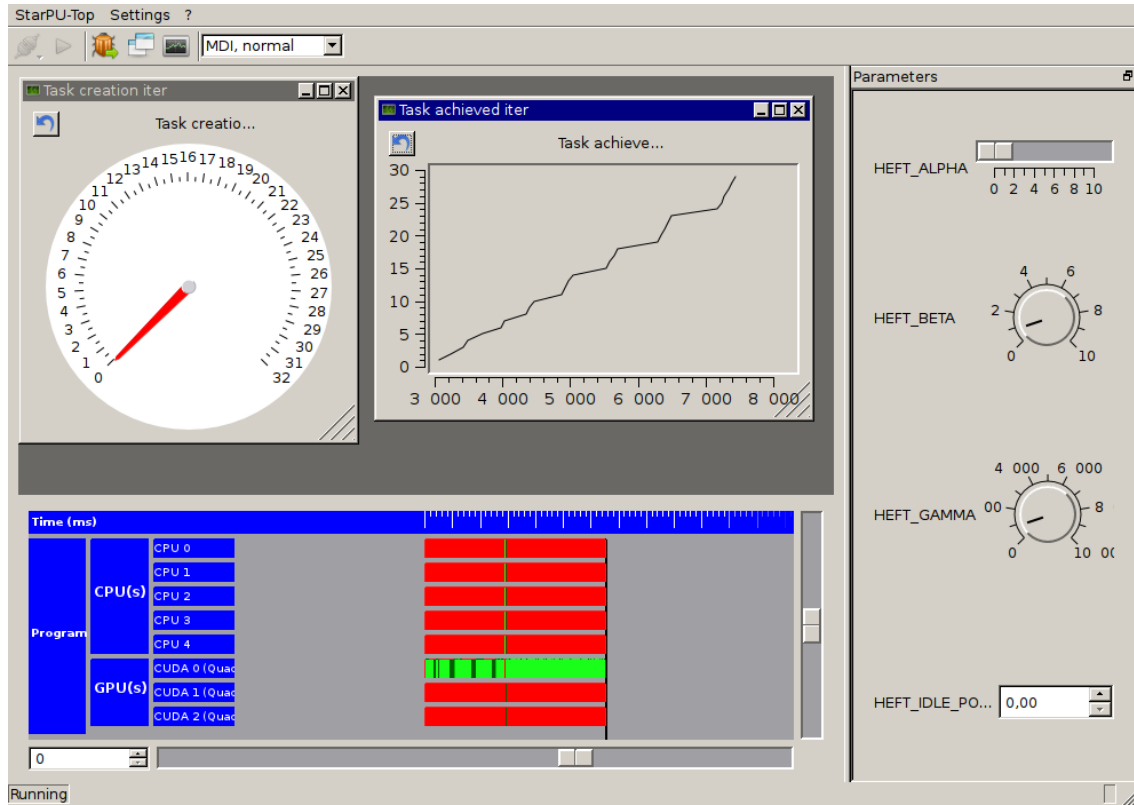 StarPU-Top Settings ?
MDI, normal
Task creation iter
Task creatio...
0 1 2 3 4 5 6 7 8 9 10 11 12 13 14 15 16 17 18 19 20 21 22 23 24 25 26 27 28 29 30 31 32
Task achieved iter
Task achieve...
30
25
20
15
10
5
0
3 000 4 000 5 000 6 000 7 000 8 000
Parameters
HEFT_ALPHA
0 2 4 6 8 10
HEFT_BETA
0 2 4 6 8 10
HEFT_GAMMA
4 000 6 000
00 8
0 10 00
HEFT_IDLE_PO... 0,00
Time (ms)
Program
CPU(s)
CPU 0
CPU 1
CPU 2
CPU 3
CPU 4
GPU(s)
CUDA 0 (Quad
CUDA 1 (Quad
CUDA 2 (Quad
0
Running